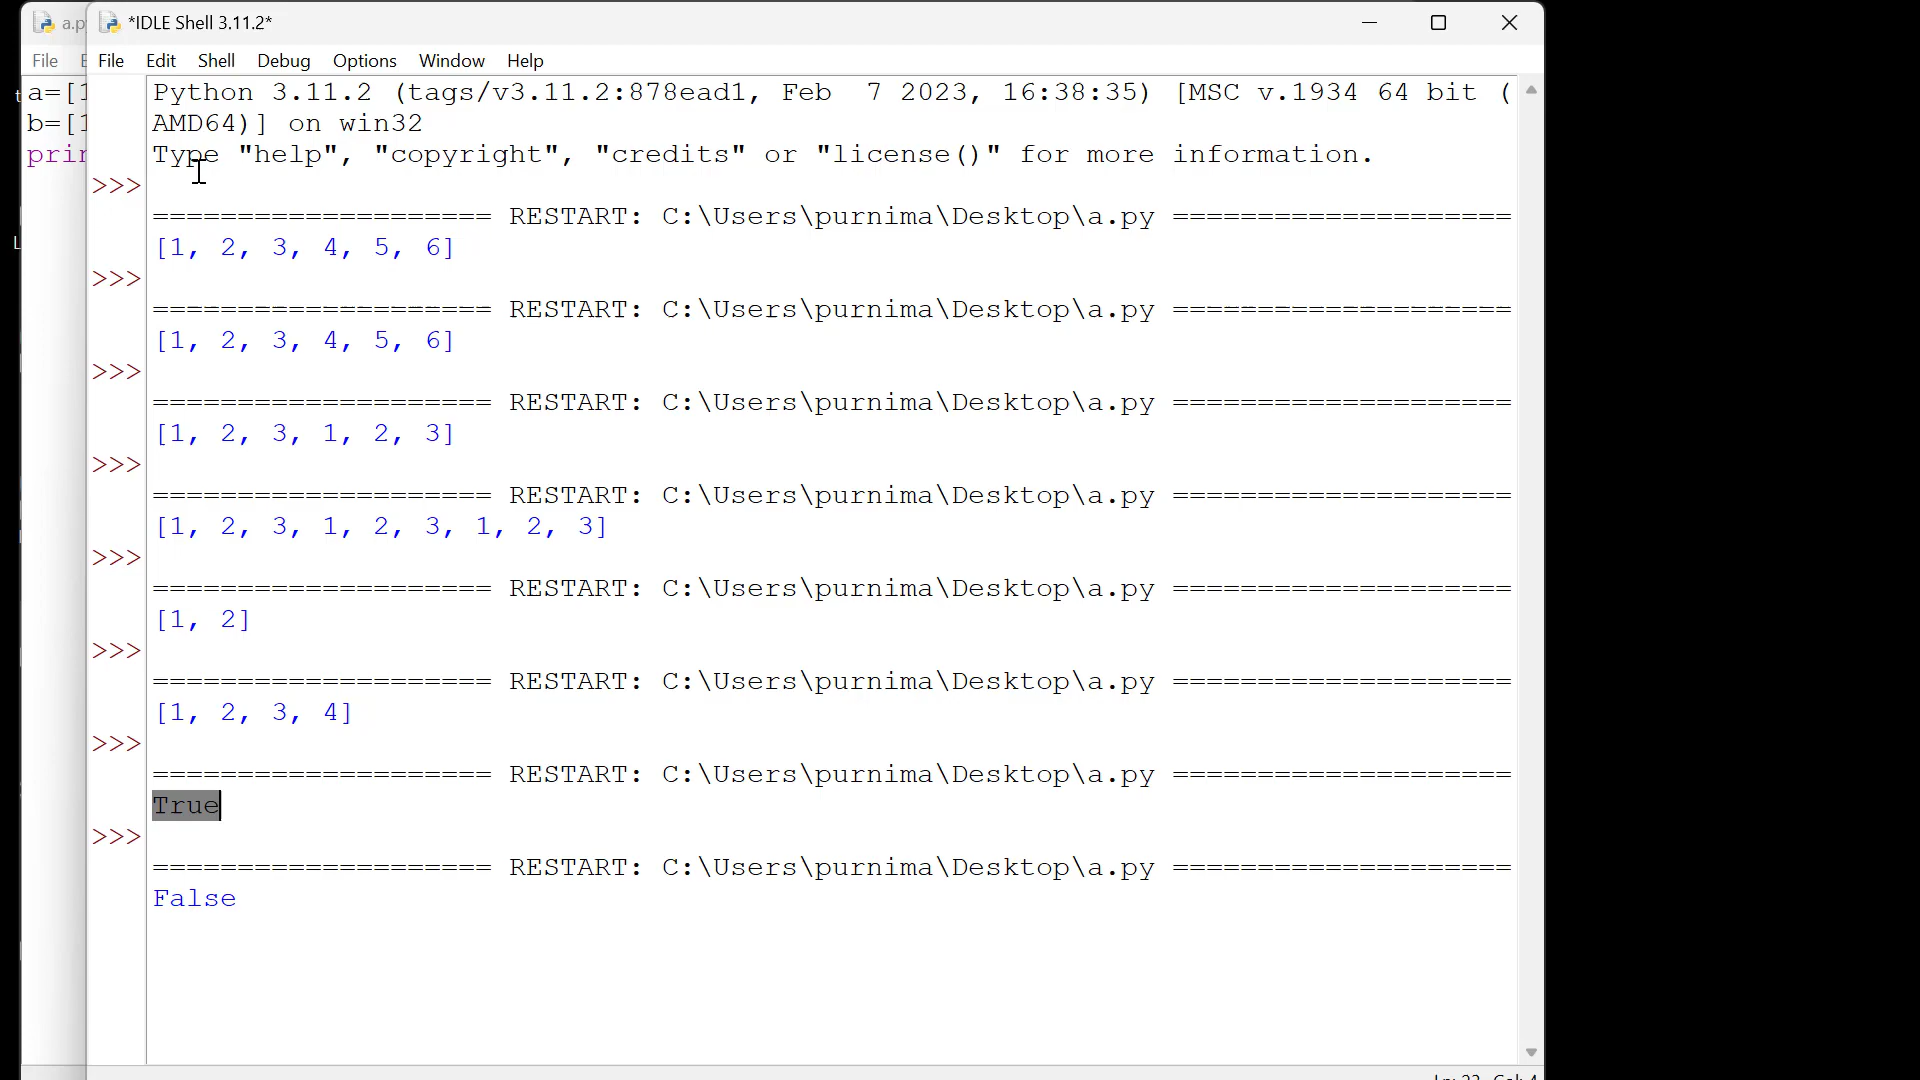 a.py
*IDLE Shell 3.11.2*
File
File Edit Shell Debug Options Window Help
a=[1
b=[1
prin
Python 3.11.2 (tags/v3.11.2:878ead1, Feb  7 2023, 16:38:35) [MSC v.1934 64 bit (
AMD64)] on win32
Type "help", "copyright", "credits" or "license()" for more information.
>>>
==================== RESTART: C:\Users\purnima\Desktop\a.py ====================
[1, 2, 3, 4, 5, 6]
>>>
==================== RESTART: C:\Users\purnima\Desktop\a.py ====================
[1, 2, 3, 4, 5, 6]
>>>
==================== RESTART: C:\Users\purnima\Desktop\a.py ====================
[1, 2, 3, 1, 2, 3]
>>>
==================== RESTART: C:\Users\purnima\Desktop\a.py ====================
[1, 2, 3, 1, 2, 3, 1, 2, 3]
>>>
==================== RESTART: C:\Users\purnima\Desktop\a.py ====================
[1, 2]
>>>
==================== RESTART: C:\Users\purnima\Desktop\a.py ====================
[1, 2, 3, 4]
>>>
==================== RESTART: C:\Users\purnima\Desktop\a.py ====================
True
>>>
==================== RESTART: C:\Users\purnima\Desktop\a.py ====================
False